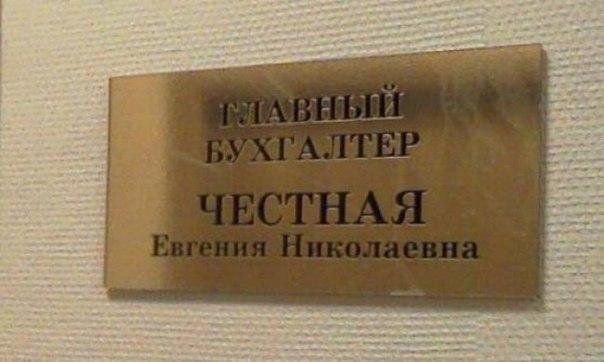 ГЛАВНЫЙ
БУХГАЛТЕР
ЧЕСТНАЯ
Евгения Николаевна